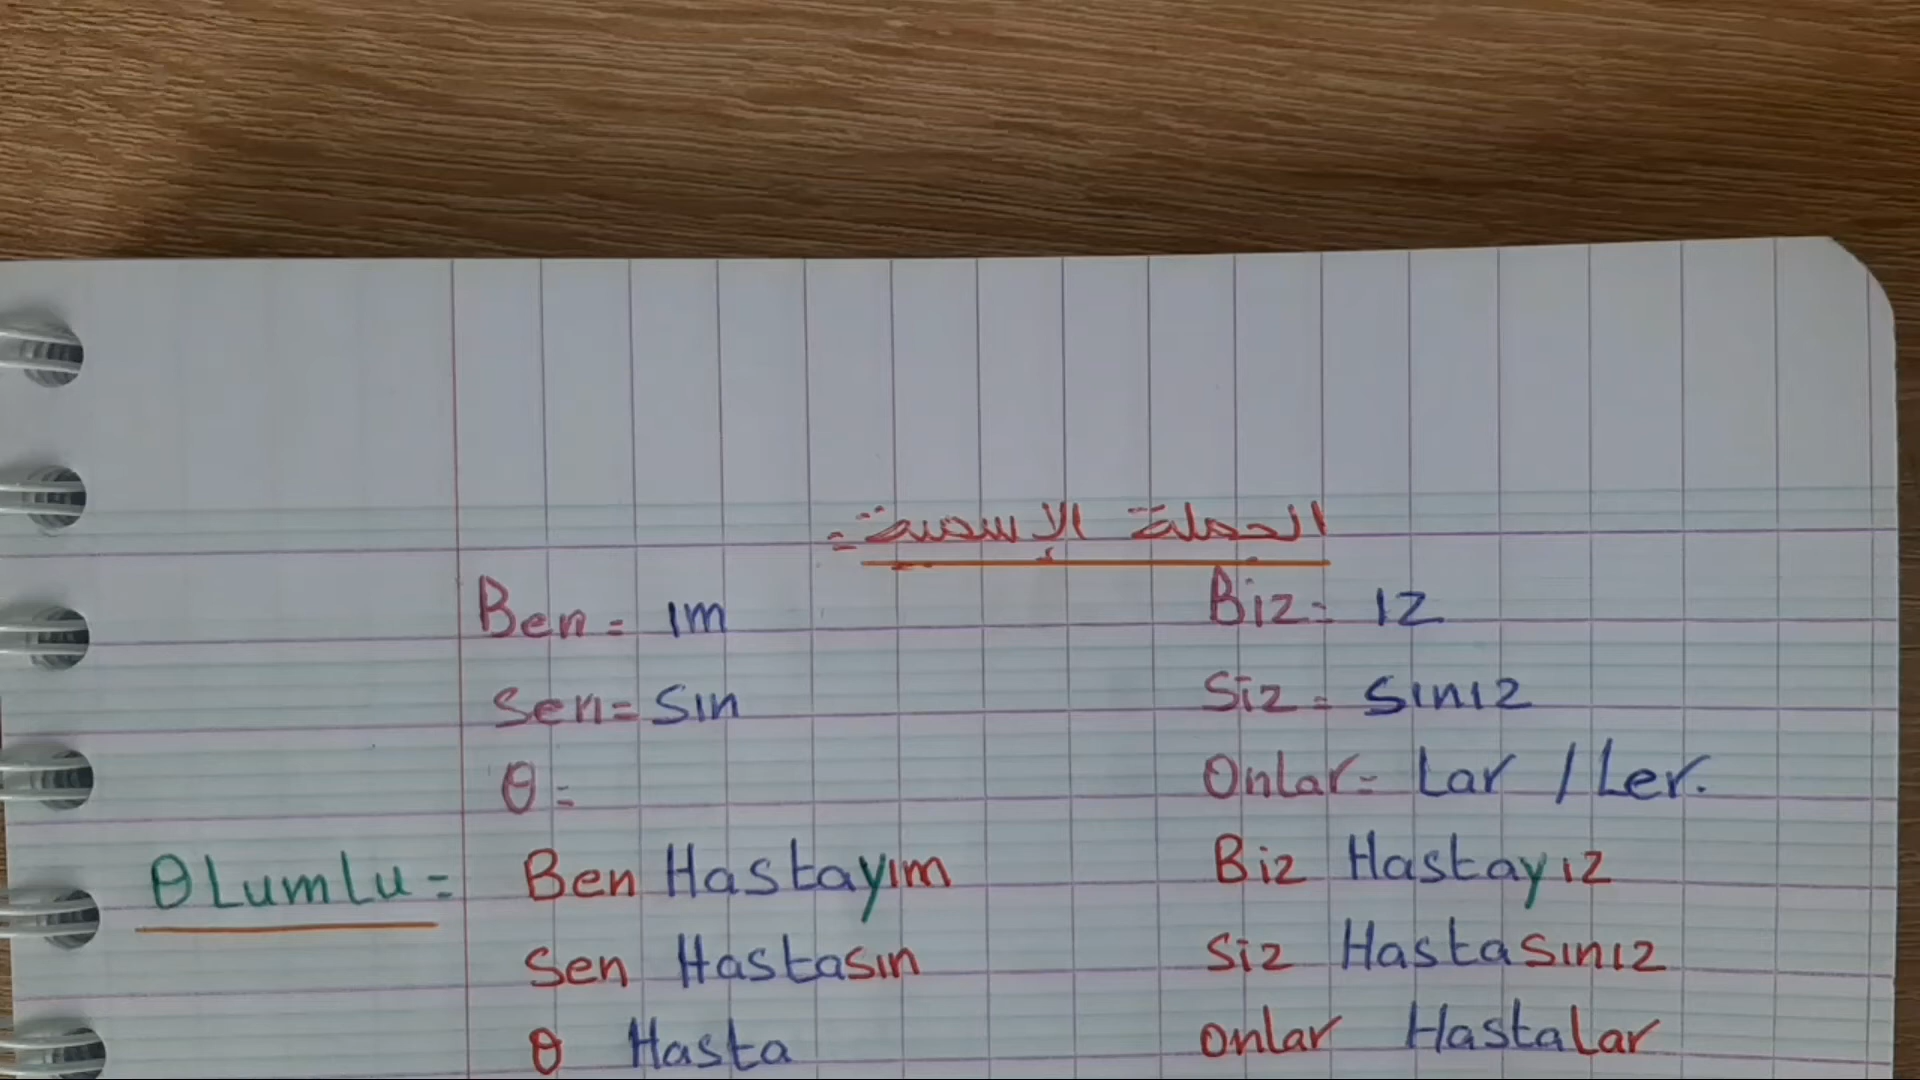 الجملة الإسمية:
Ben = ım Biz = ız
Sen = sın Siz = sınız
O = Onlar = Lar / Ler.
OLumLu = Ben Hastayım Biz Hastayız
Sen Hastasın Siz Hastasınız
O Hasta onlar HastaLar